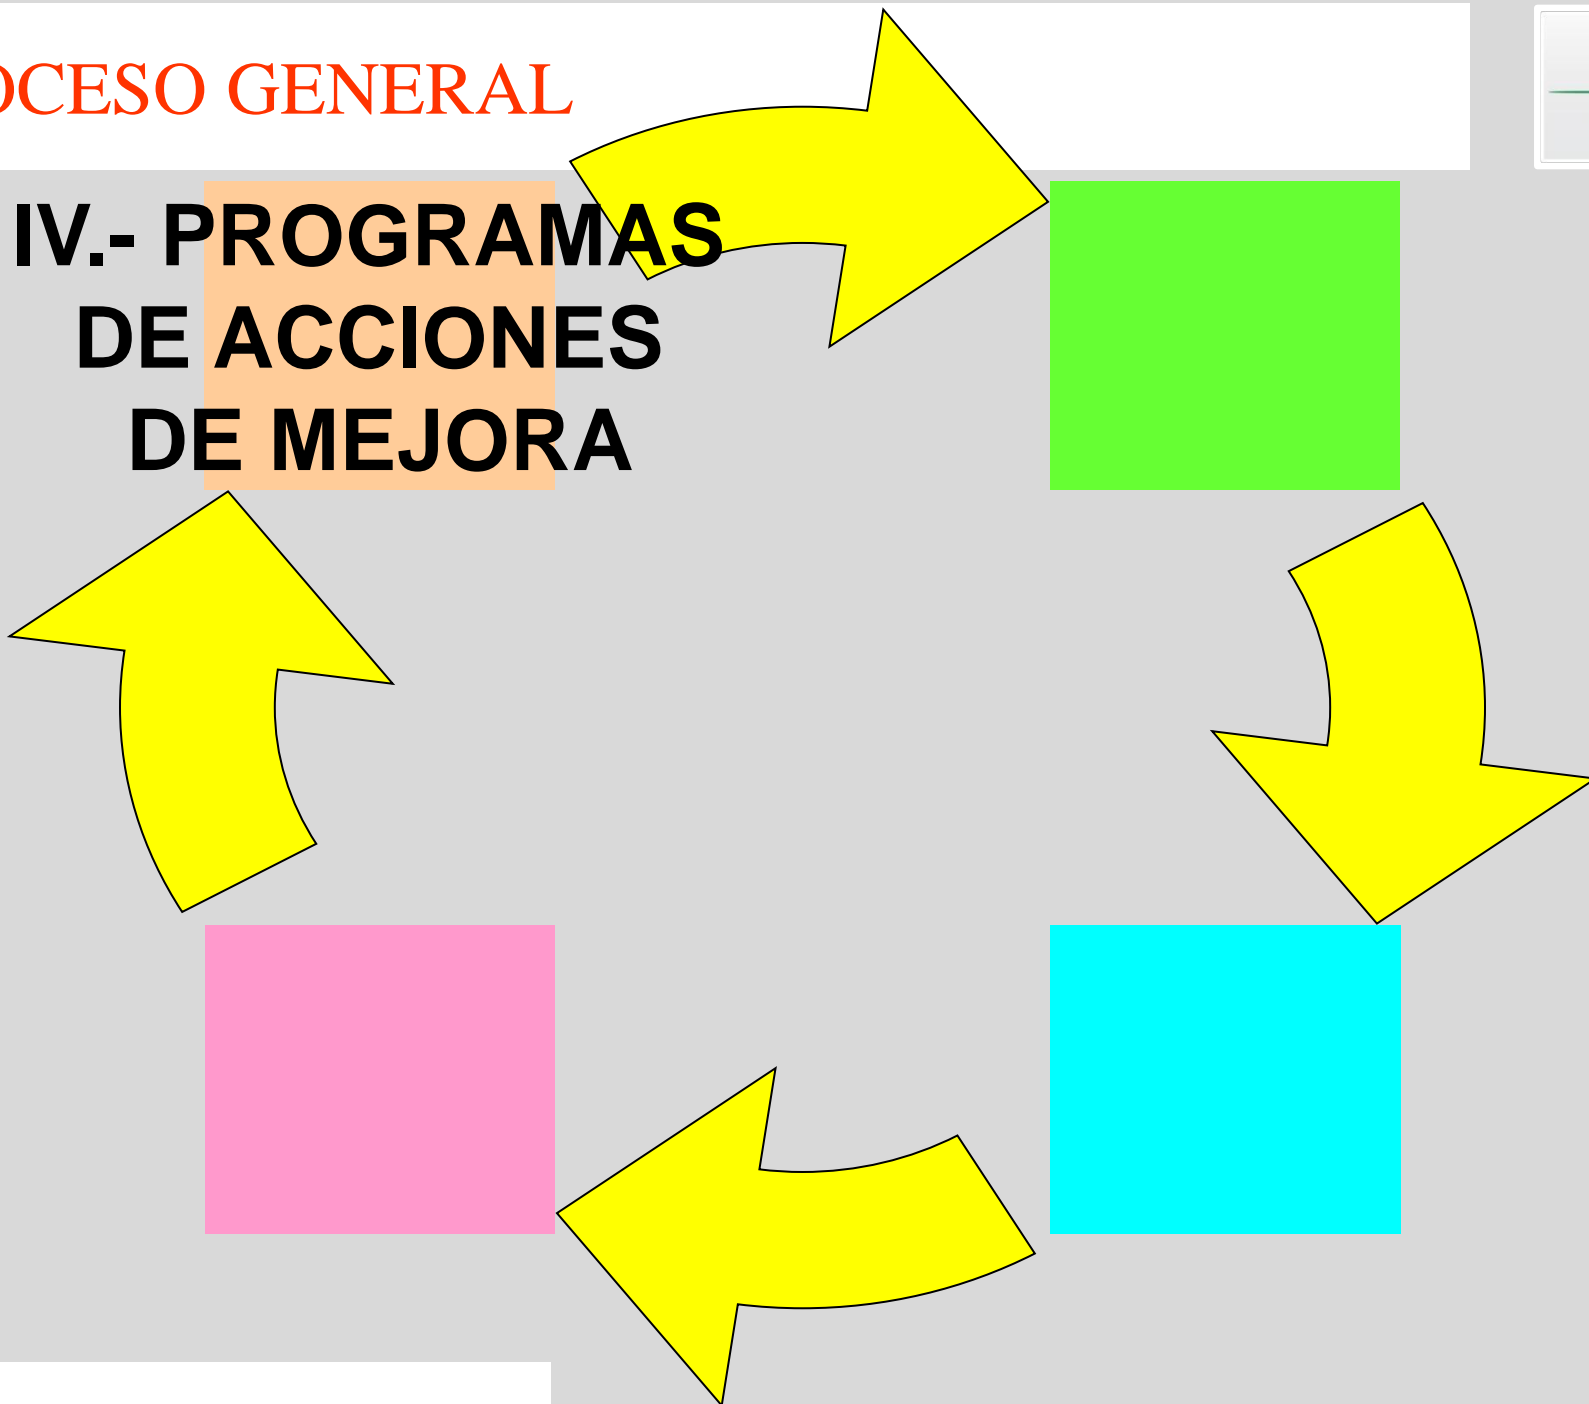 OCESO GENERAL
IV.- PROGRAMAS
DE ACCIONES
DE MEJORA